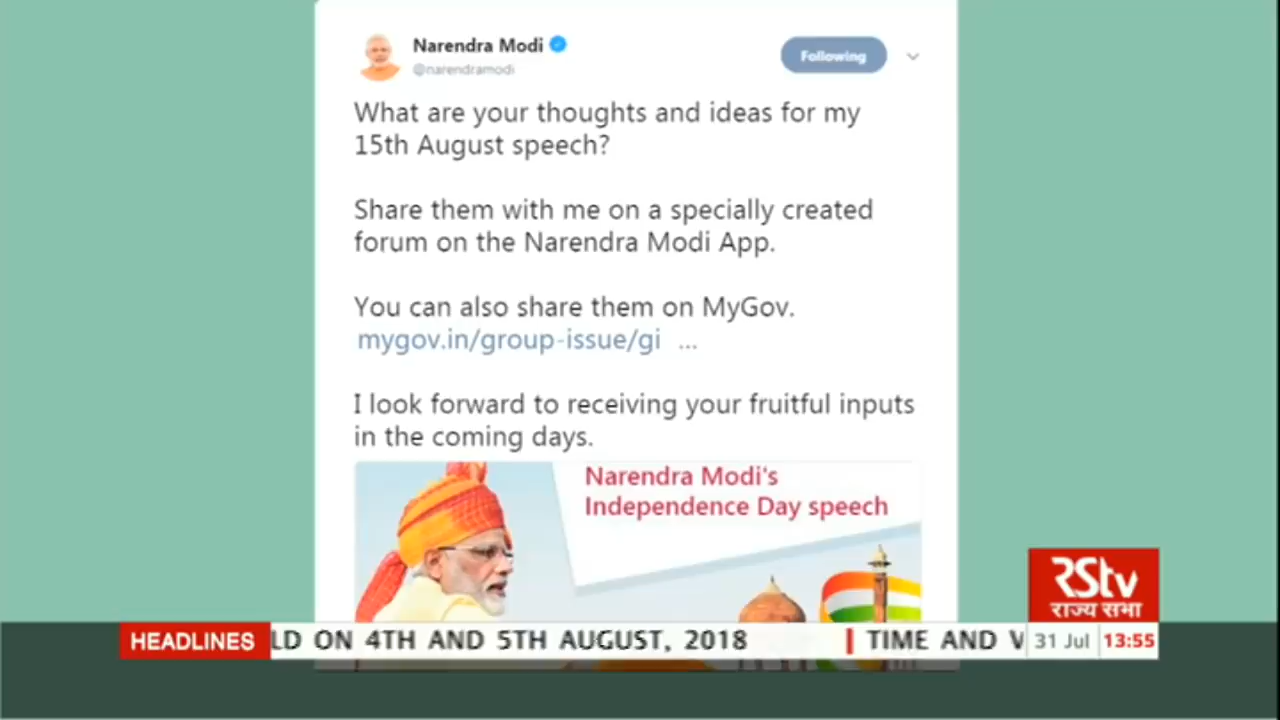 Narendra Modi
@narendramodi
Following
What are your thoughts and ideas for my
15th August speech?
Share them with me on a specially created
forum on the Narendra Modi App.
You can also share them on MyGov.
mygov.in/group-issue/gi ...
I look forward to receiving your fruitful inputs
in the coming days.
Narendra Modi's
Independence Day speech
RStv
राज्य सभा
HEADLINES
LD ON 4TH AND 5TH AUGUST, 2018 | TIME AND V
31 Jul 13:55